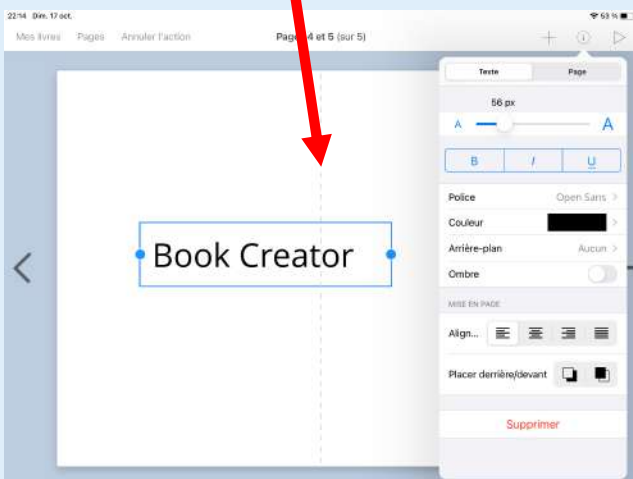 22:14 Dim. 17 oct. 63 %
Mes livres Pages Annuler l'action Pages 4 et 5 (sur 5)
Texte Page
56 px
A A
B I U
Police Open Sans
Couleur
Arrière-plan Aucun
Ombre
MISE EN PAGE
Align...
Placer derrière/devant
Supprimer
Book Creator